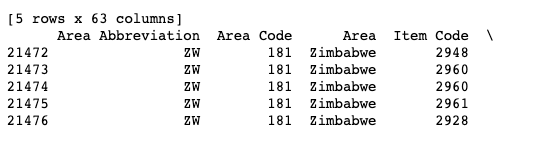 [5 rows x 63 columns]
Area Abbreviation Area Code Area Item Code \
21472 ZW 181 Zimbabwe 2948
21473 ZW 181 Zimbabwe 2960
21474 ZW 181 Zimbabwe 2960
21475 ZW 181 Zimbabwe 2961
21476 ZW 181 Zimbabwe 2928